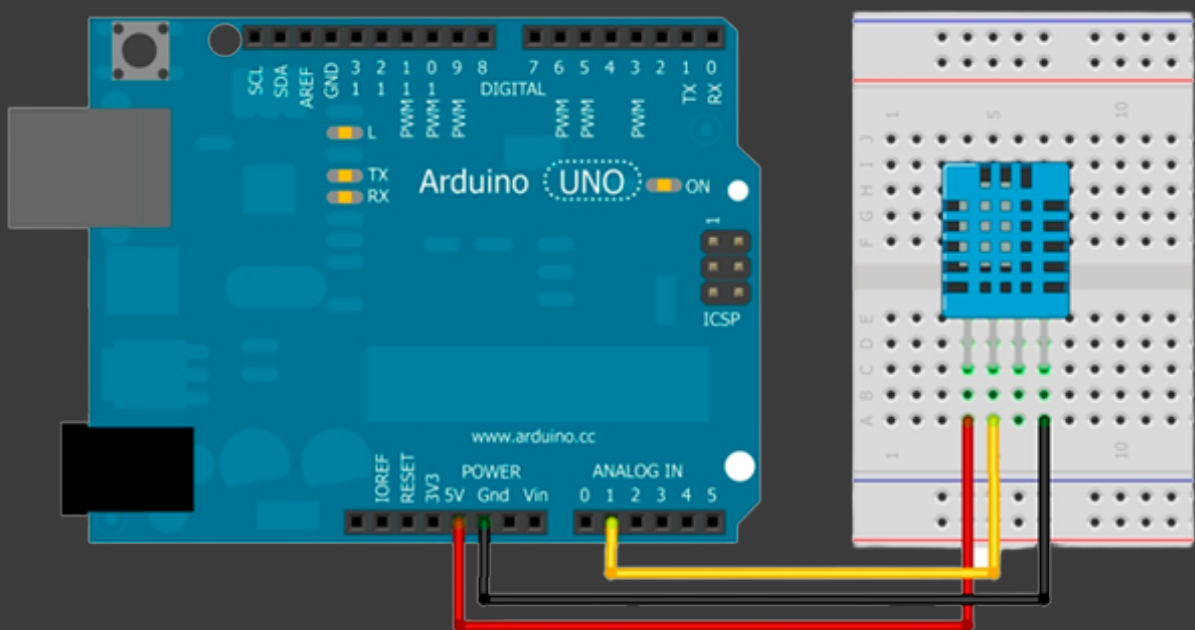 SCL SDA AREF GND 13 12 11 10 9 8 7 6 5 4 3 2 1 0
PWM PWM PWM PWM PWM PWM TX RX
DIGITAL
L
TX
RX
Arduino UNO
ON
1
ICSP
www.arduino.cc
POWER
ANALOG IN
IOREF RESET 3V3 5V Gnd Vin 0 1 2 3 4 5
1 5 10
J
I
H
G
F
E
D
C
B
A
1 10